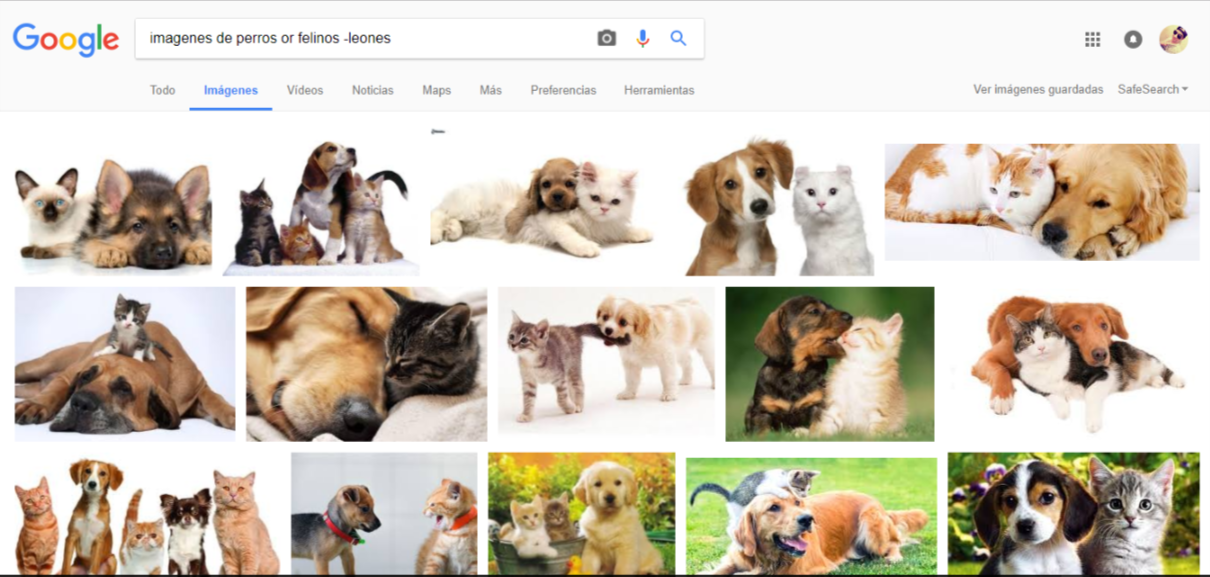 Google
imagenes de perros or felinos -leones
Todo Imágenes Vídeos Noticias Maps Más Preferencias Herramientas Ver imágenes guardadas SafeSearch